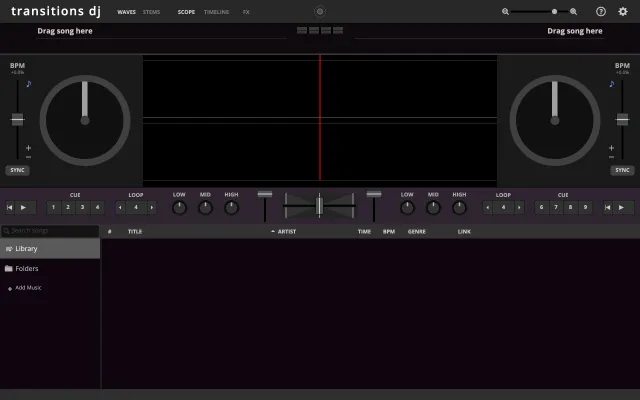 transitions dj WAVES STEMS SCOPE TIMELINE FX
Drag song here Drag song here
BPM BPM
+0.0% +0.0%
SYNC SYNC
CUE LOOP LOW MID HIGH LOW MID HIGH LOOP CUE
1 2 3 4 4 4 6 7 8 9
Search songs # TITLE ARTIST TIME BPM GENRE LINK
Library
Folders
Add Music